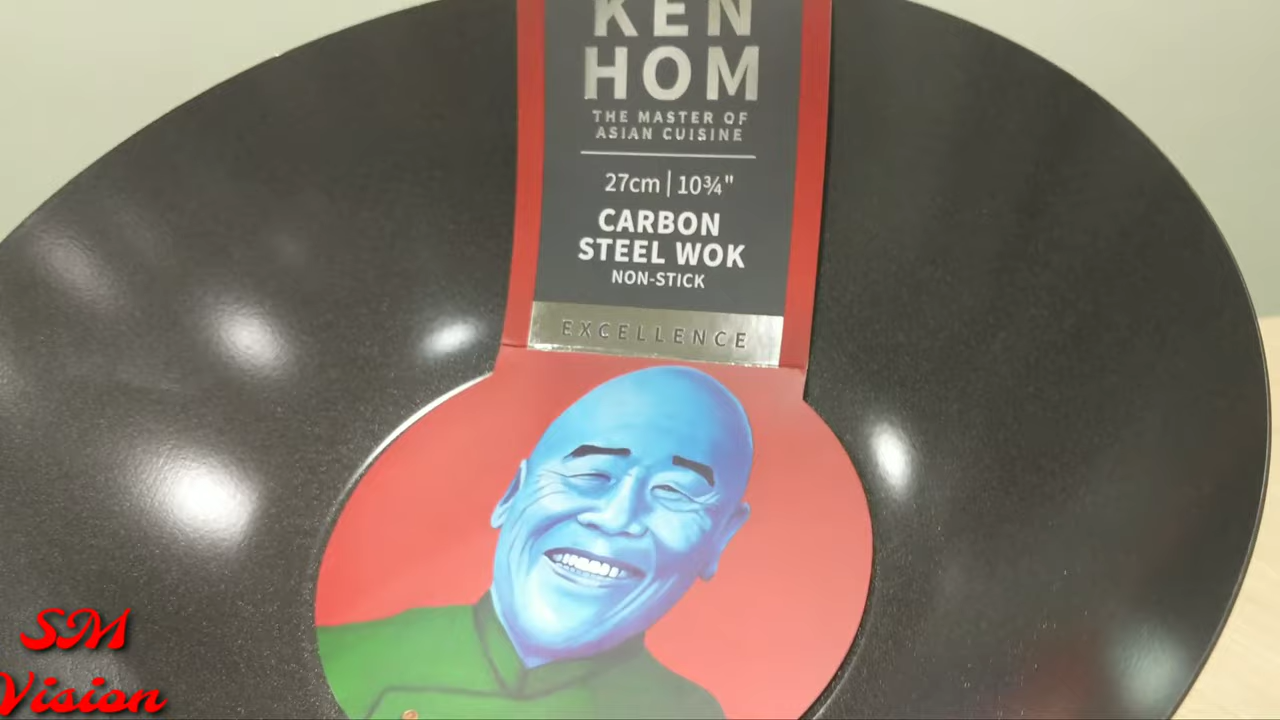 KEN
HOM
THE MASTER OF
ASIAN CUISINE
27cm | 10¾"
CARBON
STEEL WOK
NON-STICK
EXCELLENCE
SM
Vision